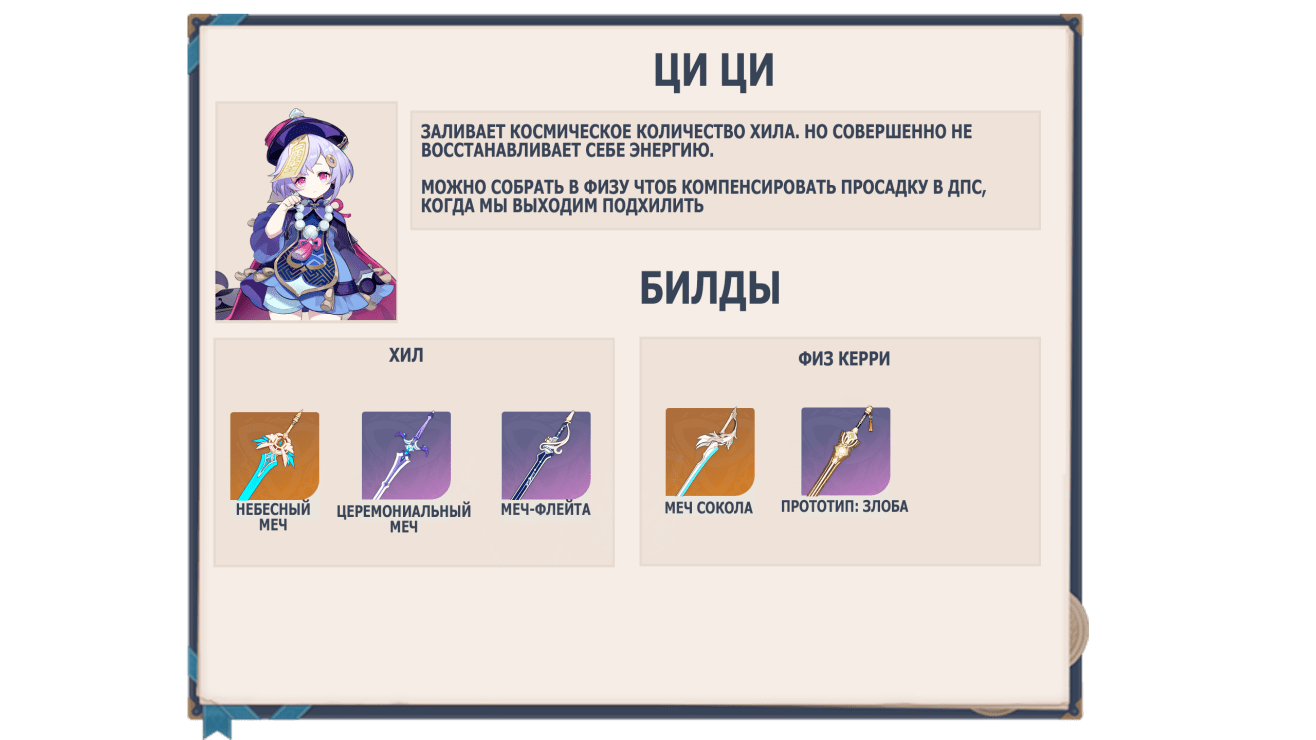 ЦИ ЦИ
ЗАЛИВАЕТ КОСМИЧЕСКОЕ КОЛИЧЕСТВО ХИЛА. НО СОВЕРШЕННО НЕ
ВОССТАНАВЛИВАЕТ СЕБЕ ЭНЕРГИЮ.
МОЖНО СОБРАТЬ В ФИЗУ ЧТОБ КОМПЕНСИРОВАТЬ ПРОСАДКУ В ДПС,
КОГДА МЫ ВЫХОДИМ ПОДХИЛИТЬ
БИЛДЫ
ХИЛ
НЕБЕСНЫЙ
МЕЧ
ЦЕРЕМОНИАЛЬНЫЙ
МЕЧ
МЕЧ-ФЛЕЙТА
ФИЗ КЕРРИ
МЕЧ СОКОЛА
ПРОТОТИП: ЗЛОБА